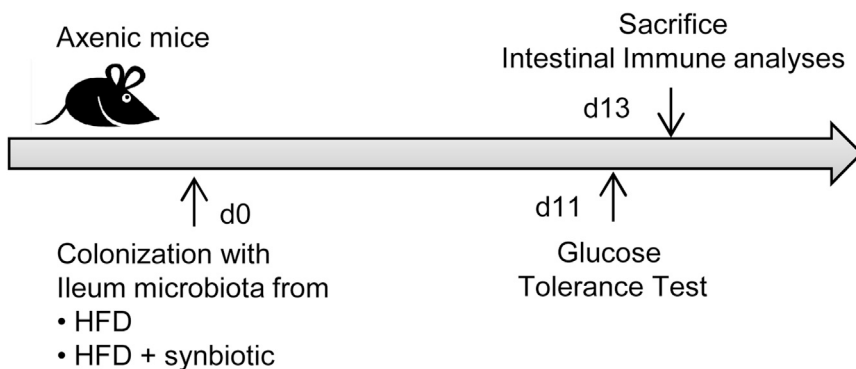 Axenic mice
Sacrifice
Intestinal Immune analyses
d13
d0
d11
Colonization with
Ileum microbiota from
• HFD
• HFD + synbiotic
Glucose
Tolerance Test